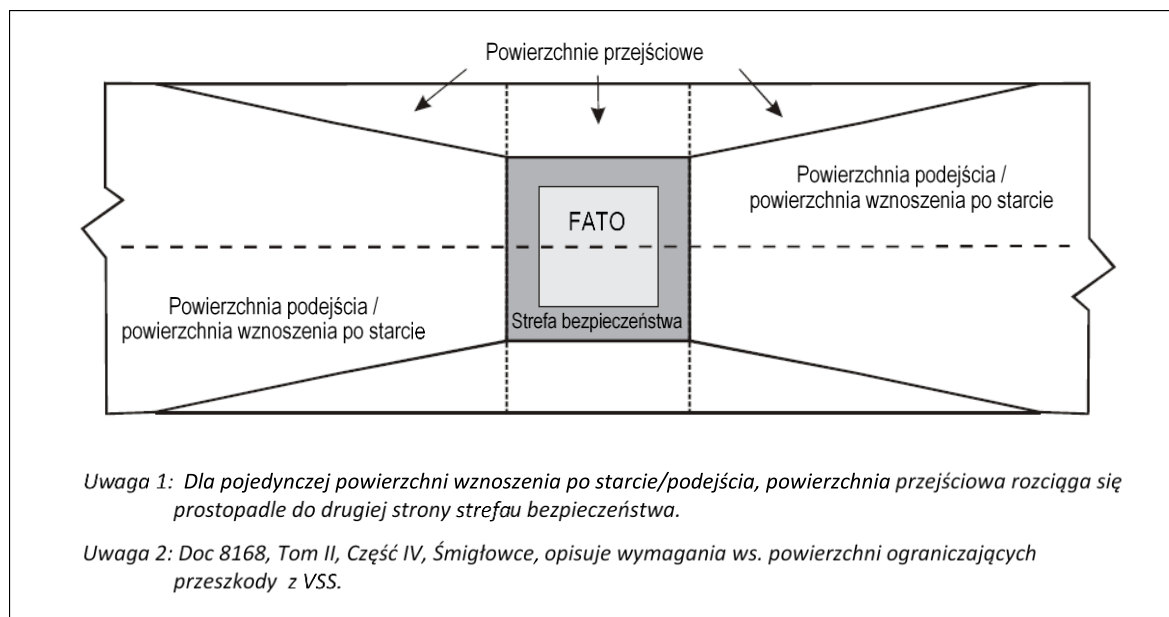 Powierzchnie przejściowe
Powierzchnia podejścia /
powierzchnia wznoszenia po starcie
FATO
Powierzchnia podejścia /
powierzchnia wznoszenia po starcie
Strefa bezpieczeństwa
Uwaga 1: Dla pojedynczej powierzchni wznoszenia po starcie/podejścia, powierzchnia przejściowa rozciąga się
prostopadle do drugiej strony strefau bezpieczeństwa.
Uwaga 2: Doc 8168, Tom II, Część IV, Śmigłowce, opisuje wymagania ws. powierzchni ograniczających
przeszkody z VSS.